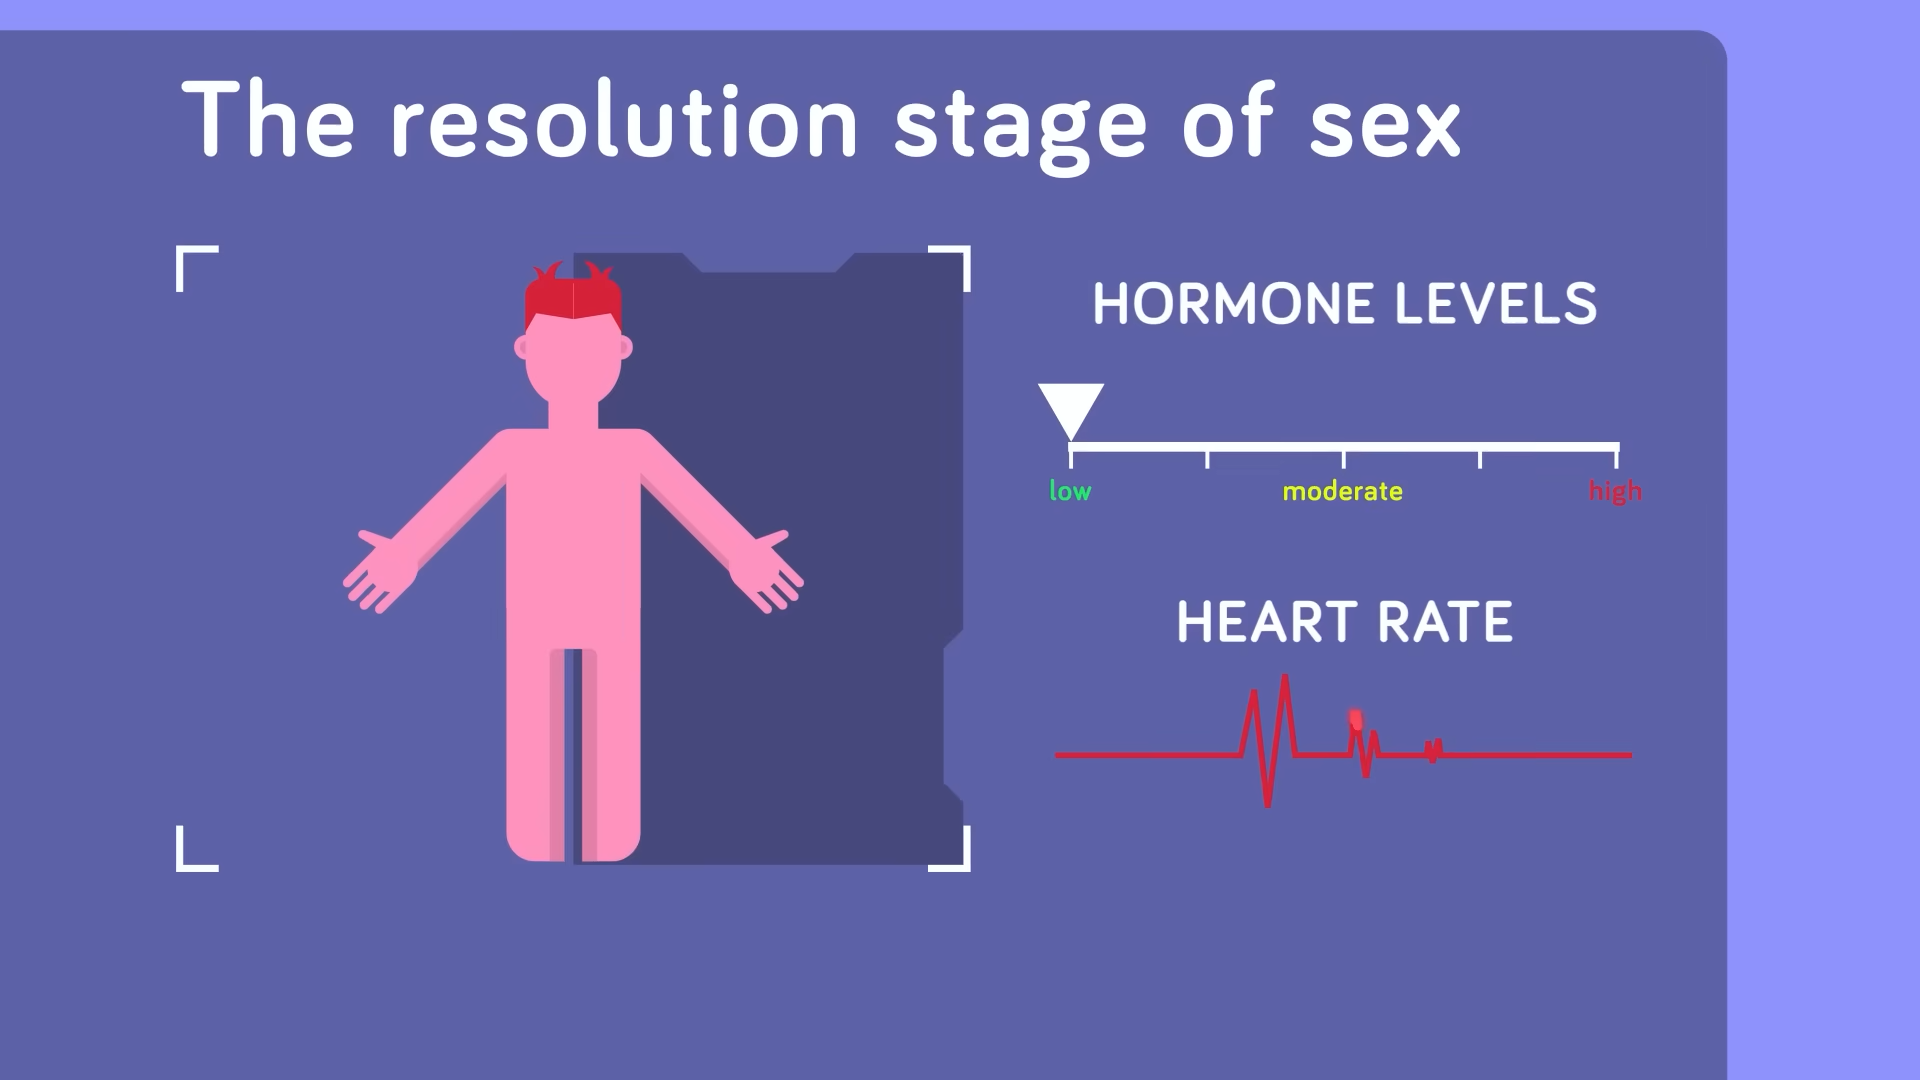 The resolution stage of sex
HORMONE LEVELS
low moderate high
HEART RATE